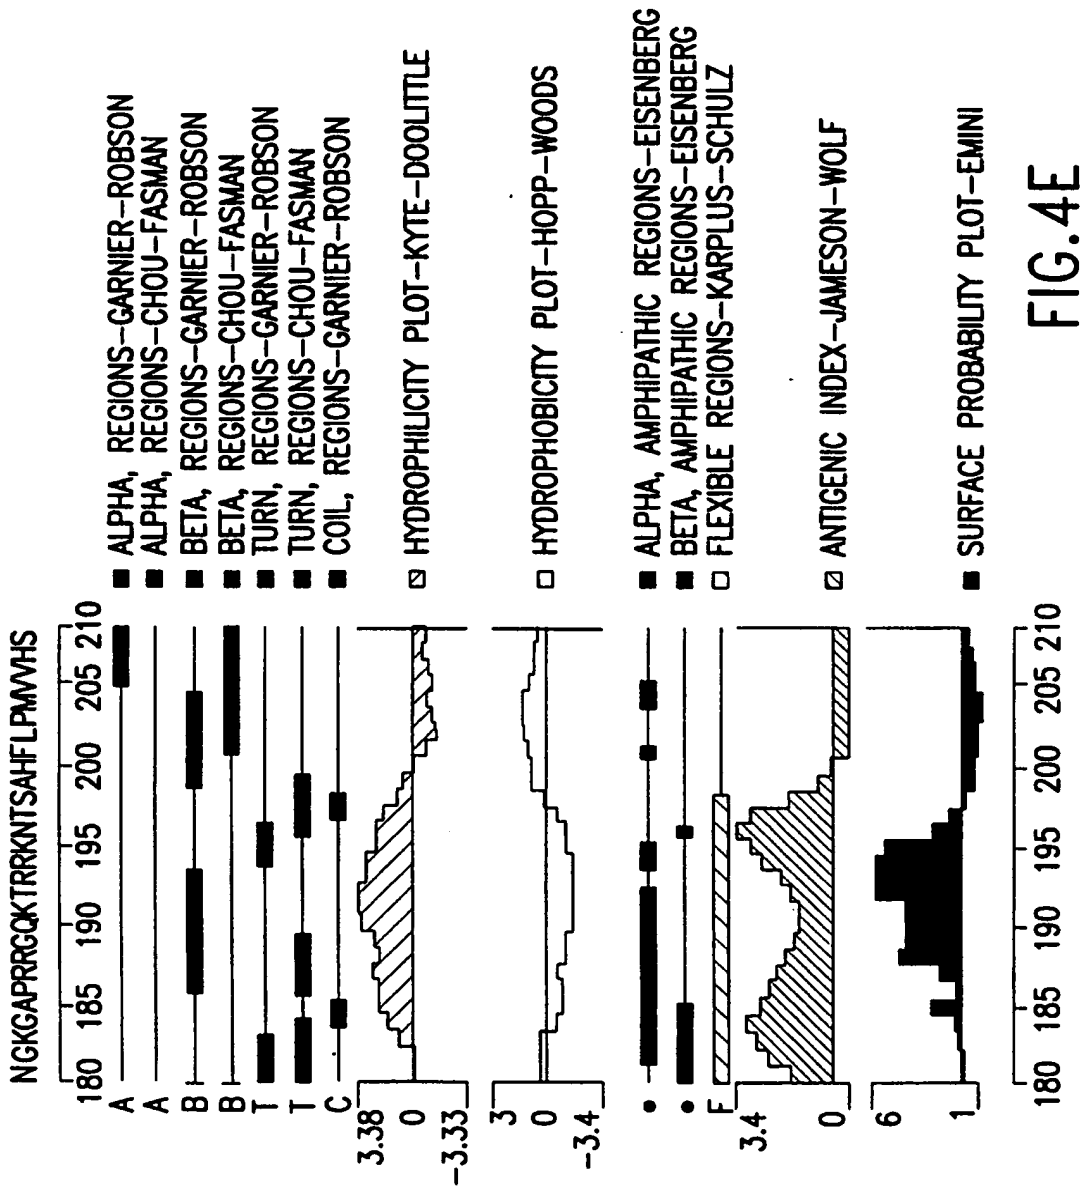 NGKGAPRRGQKTRRKNTSAHFLPMVVHS
180 185 190 195 200 205 210
A ALPHA, REGIONS-GARNIER-ROBSON
A ALPHA, REGIONS-CHOU-FASMAN
B BETA, REGIONS-GARNIER-ROBSON
B BETA, REGIONS-CHOU-FASMAN
T TURN, REGIONS-GARNIER-ROBSON
T TURN, REGIONS-CHOU-FASMAN
C COIL, REGIONS-GARNIER-ROBSON
3.38
0 HYDROPHILICITY PLOT-KYTE-DOOLITTLE
-3.33
3
0 HYDROPHOBICITY PLOT-HOPP-WOODS
-3.4
ALPHA, AMPHIPATHIC REGIONS-EISENBERG
BETA, AMPHIPATHIC REGIONS-EISENBERG
F FLEXIBLE REGIONS-KARPLUS-SCHULZ
3.4
0 ANTIGENIC INDEX-JAMESON-WOLF
6
1 SURFACE PROBABILITY PLOT-EMINI
180 185 190 195 200 205 210
FIG.4E